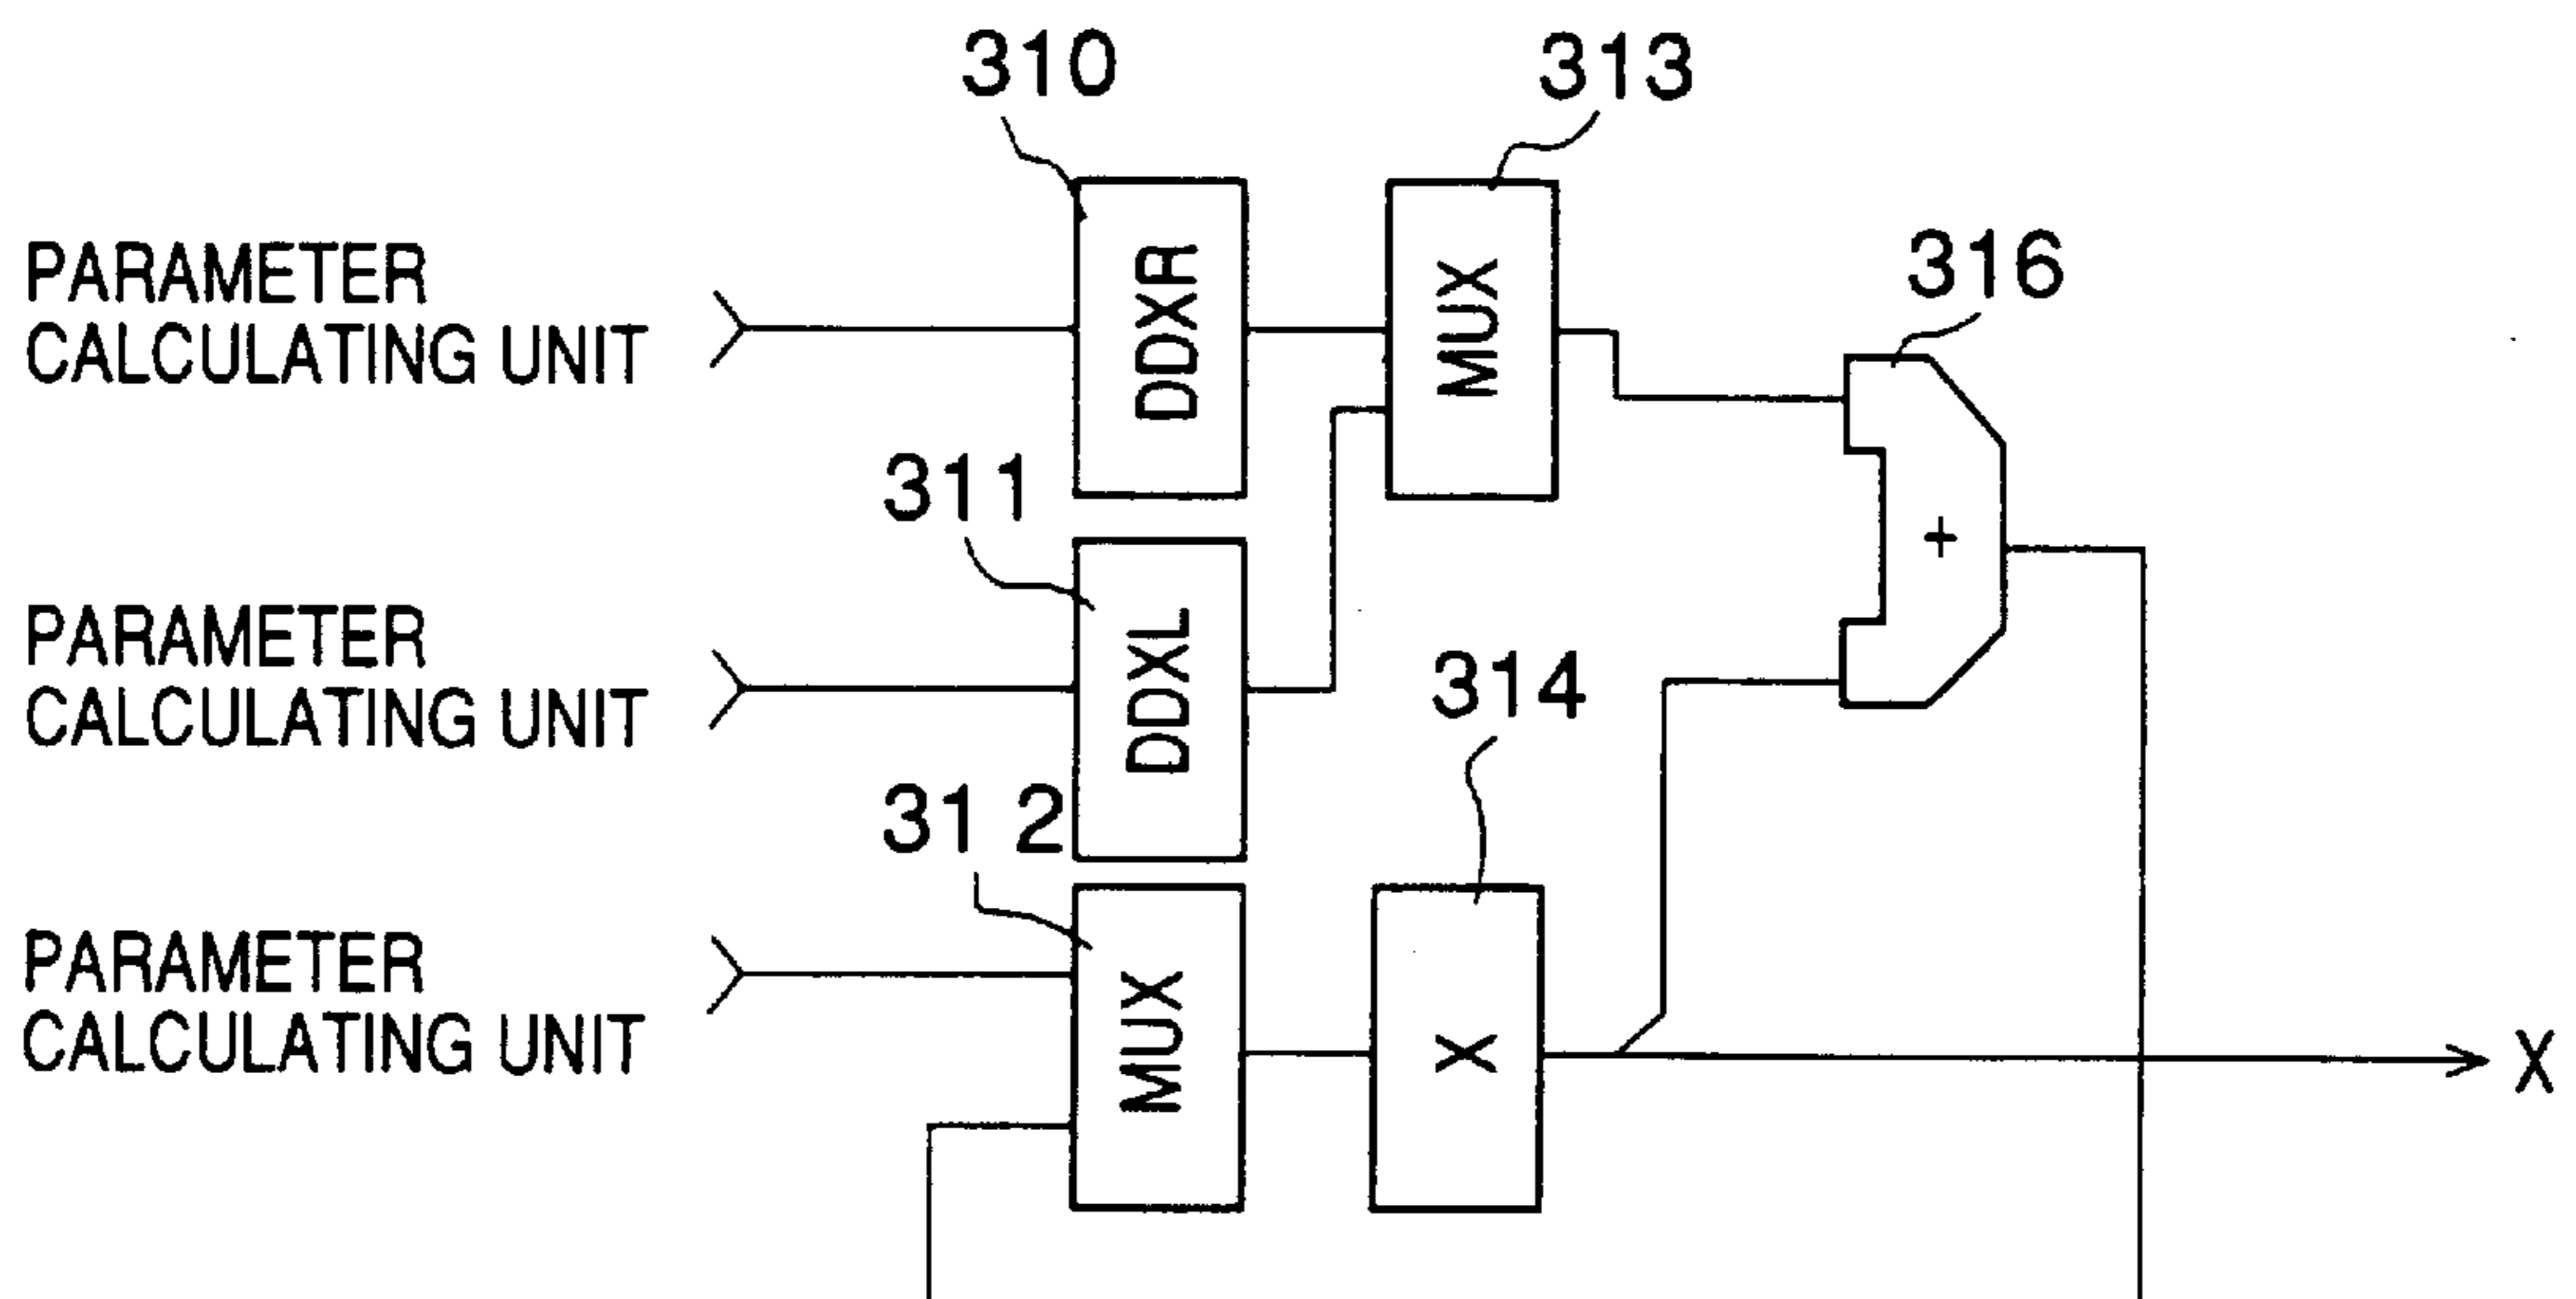 310
313
PARAMETER
CALCULATING UNIT
DDXR
MUX
316
311
+
PARAMETER
CALCULATING UNIT
DDXL
314
31 2
PARAMETER
CALCULATING UNIT
MUX
X
X